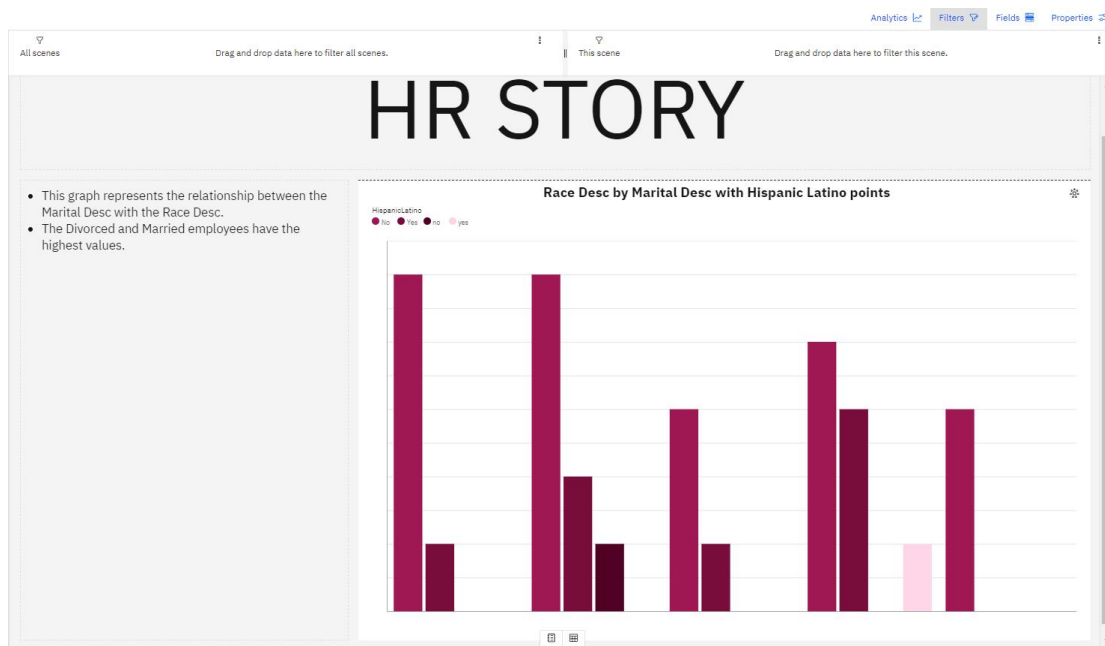 Analytics
Filters
Fields
Properties
All scenes
Drag and drop data here to filter all scenes.
This scene
Drag and drop data here to filter this scene.
HR STORY
• This graph represents the relationship between the
Marital Desc with the Race Desc.
• The Divorced and Married employees have the
highest values.
Race Desc by Marital Desc with Hispanic Latino points
HispanicLatino
No Yes no yes